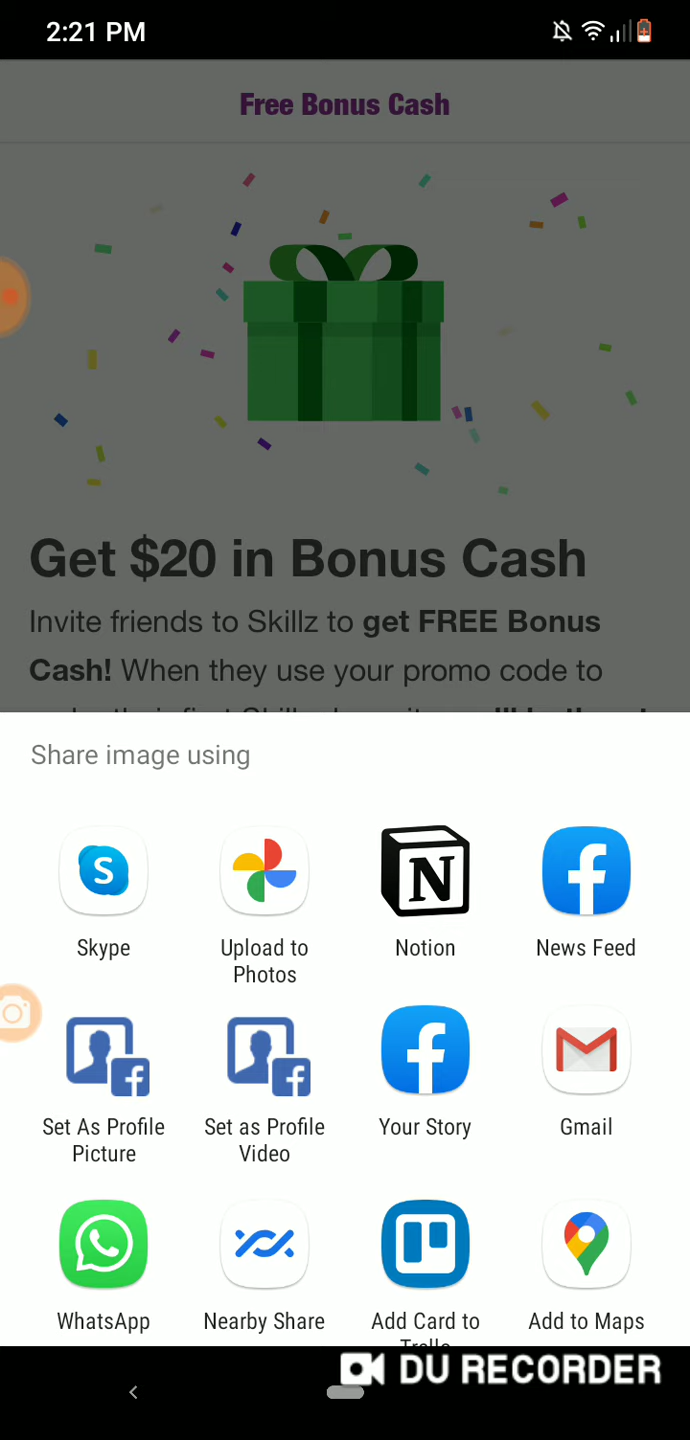 2:21 PM
Free Bonus Cash
Get $20 in Bonus Cash
Invite friends to Skillz to get FREE Bonus
Cash! When they use your promo code to
Share image using
S
N
Skype
Upload to
Photos
Notion
News Feed
Set As Profile
Picture
Set as Profile
Video
Your Story
Gmail
WhatsApp
Nearby Share
Add Card to
Add to Maps
DU RECORDER